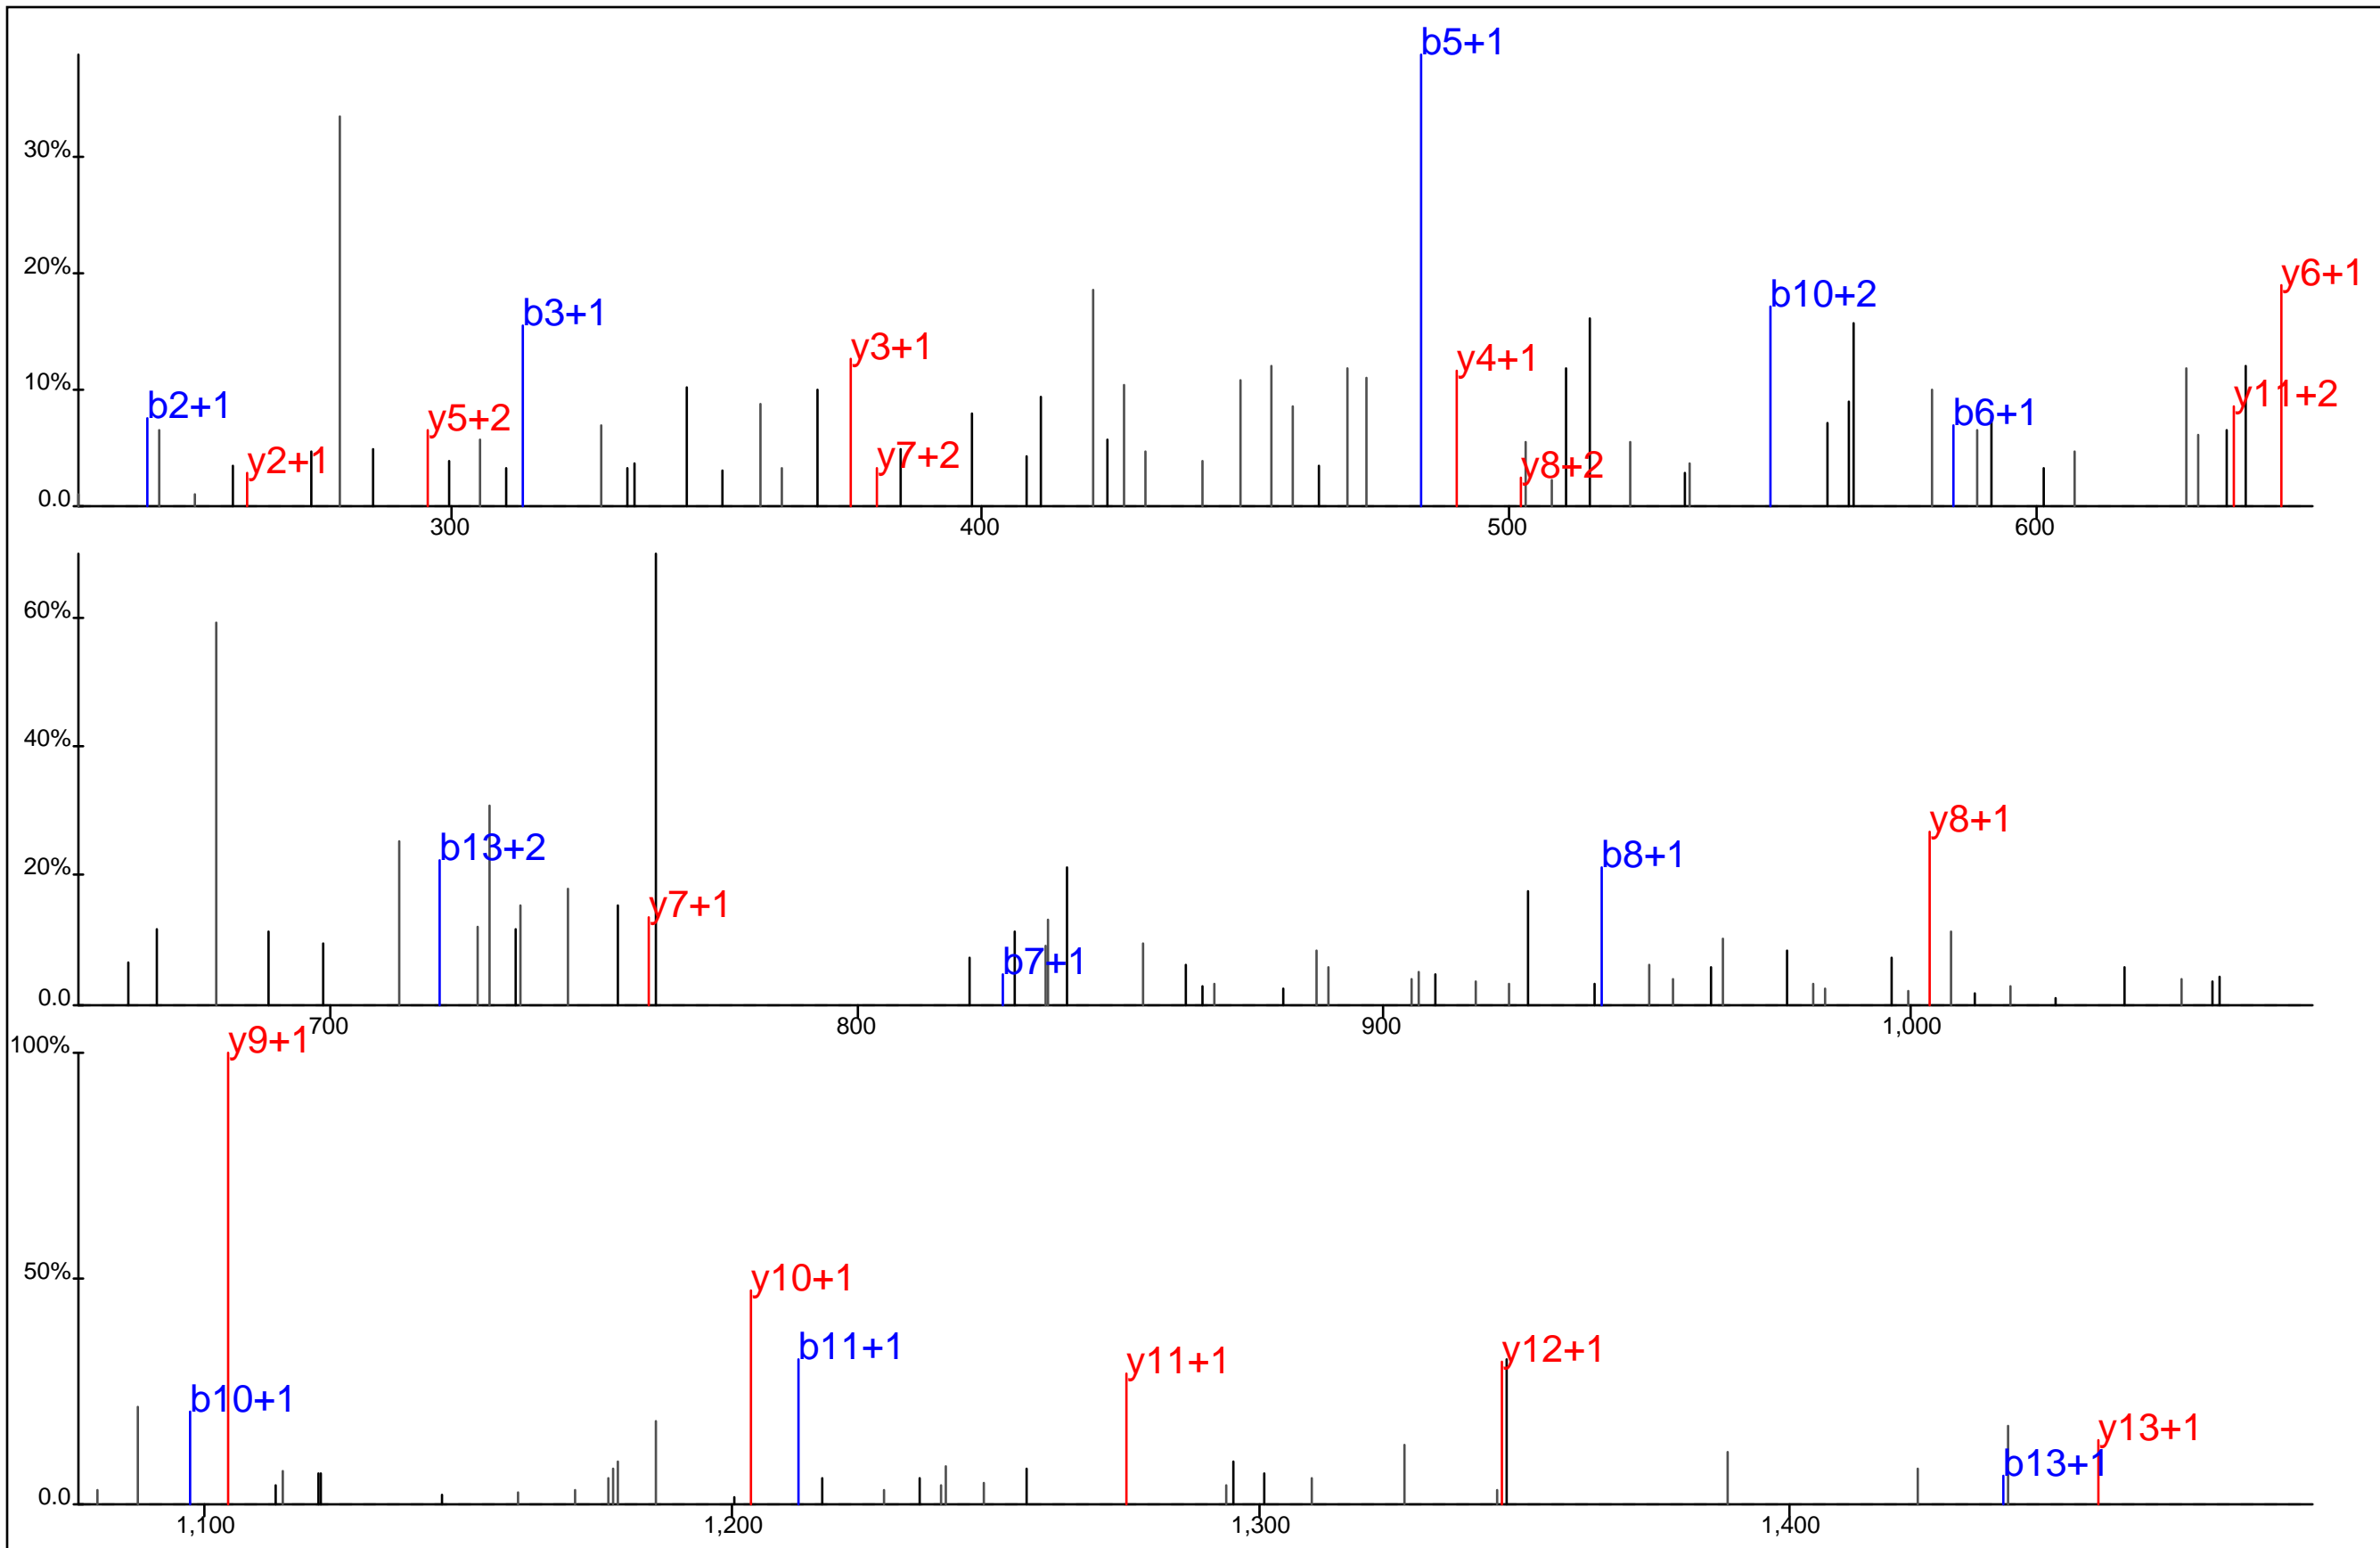 b5+1
30%
20%
y6+1
b10+2
b3+1
y3+1
y4+1
10%
b2+1
y5+2
b6+1
y11+2
y2+1
y7+2
y8+2
0.0
300
400
500
600
60%
40%
20%
b13+2
y8+1
b8+1
y7+1
b7+1
0.0
700
800
900
1,000
100%
y9+1
50%
y10+1
b11+1
y11+1
y12+1
b10+1
y13+1
b13+1
0.0
1,100
1,200
1,300
1,400